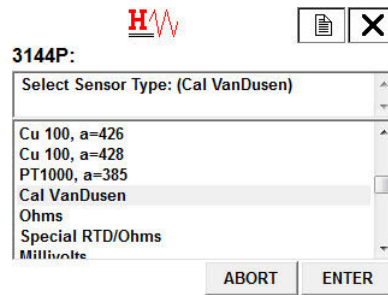 H
3144P:
Select Sensor Type: (Cal VanDusen)
Cu 100, a=426
Cu 100, a=428
PT1000, a=385
Cal VanDusen
Ohms
Special RTD/Ohms
Millivolts
ABORT ENTER